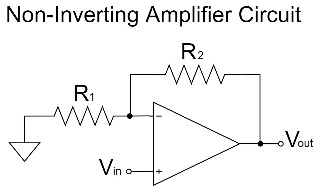 Non-Inverting Amplifier Circuit
R2
R1
-
Vin
+
Vout